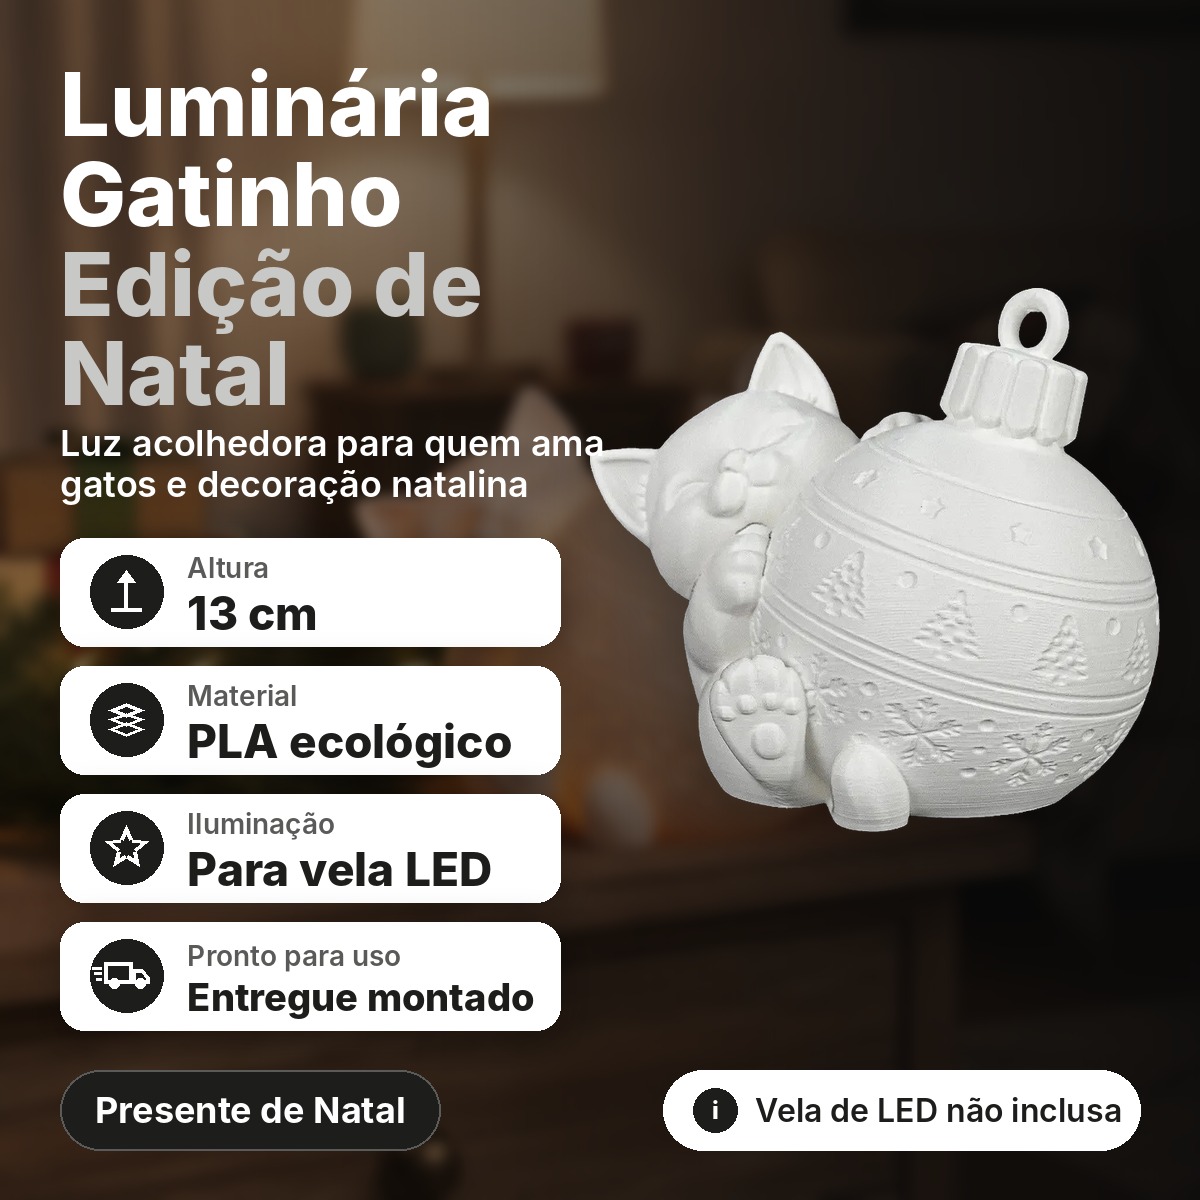 Luminária
Gatinho
Edição de
Natal
Luz acolhedora para quem ama
gatos e decoração natalina
Altura
13 cm
Material
PLA ecológico
Iluminação
Para vela LED
Pronto para uso
Entregue montado
Presente de Natal
i Vela de LED não inclusa